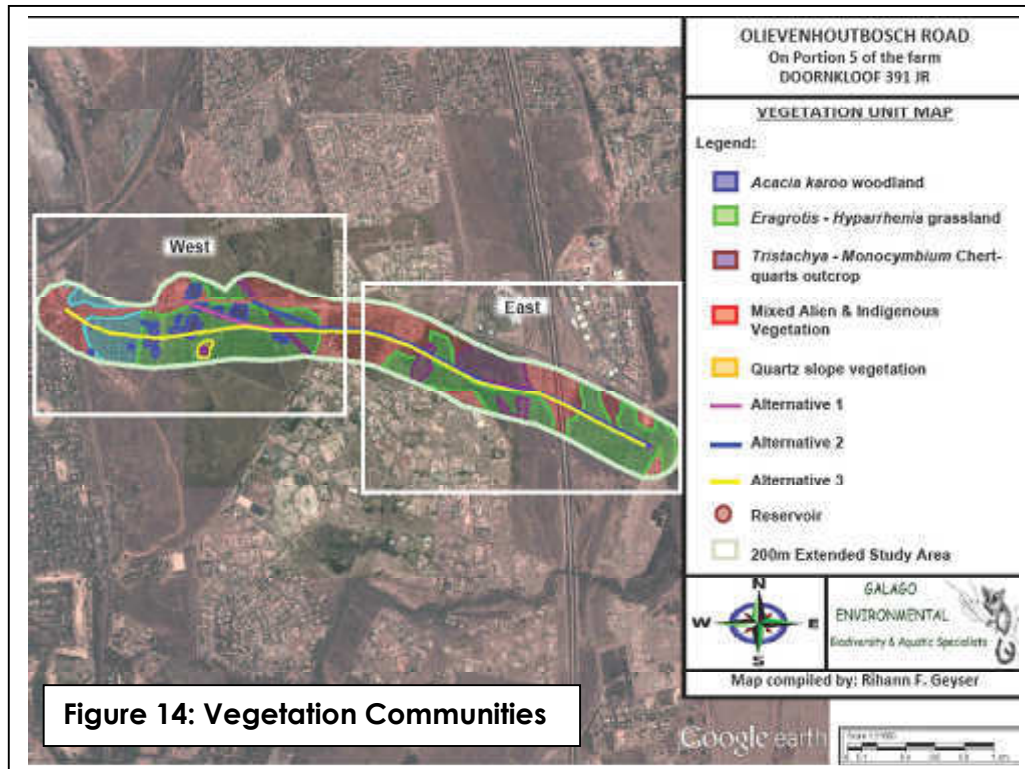 OLIEVENHOUTBOSCH ROAD
On Portion 5 of the farm
DOORNKLOOF 391 JR
VEGETATION UNIT MAP
Legend:
Acacia karoo woodland
Eragrotis - Hyparrhenia grassland
Tristachya - Monocymbium Chert-
quarts outcrop
Mixed Alien & Indigenous
Vegetation
Quartz slope vegetation
Alternative 1
Alternative 2
Alternative 3
Reservoir
200m Extended Study Area
West
East
N
W
E
S
GALAGO
ENVIRONMENTAL
Biodiversity & Aquatic Specialists
Map compiled by: Rihann F. Geyser
Figure 14: Vegetation Communities
Google earth